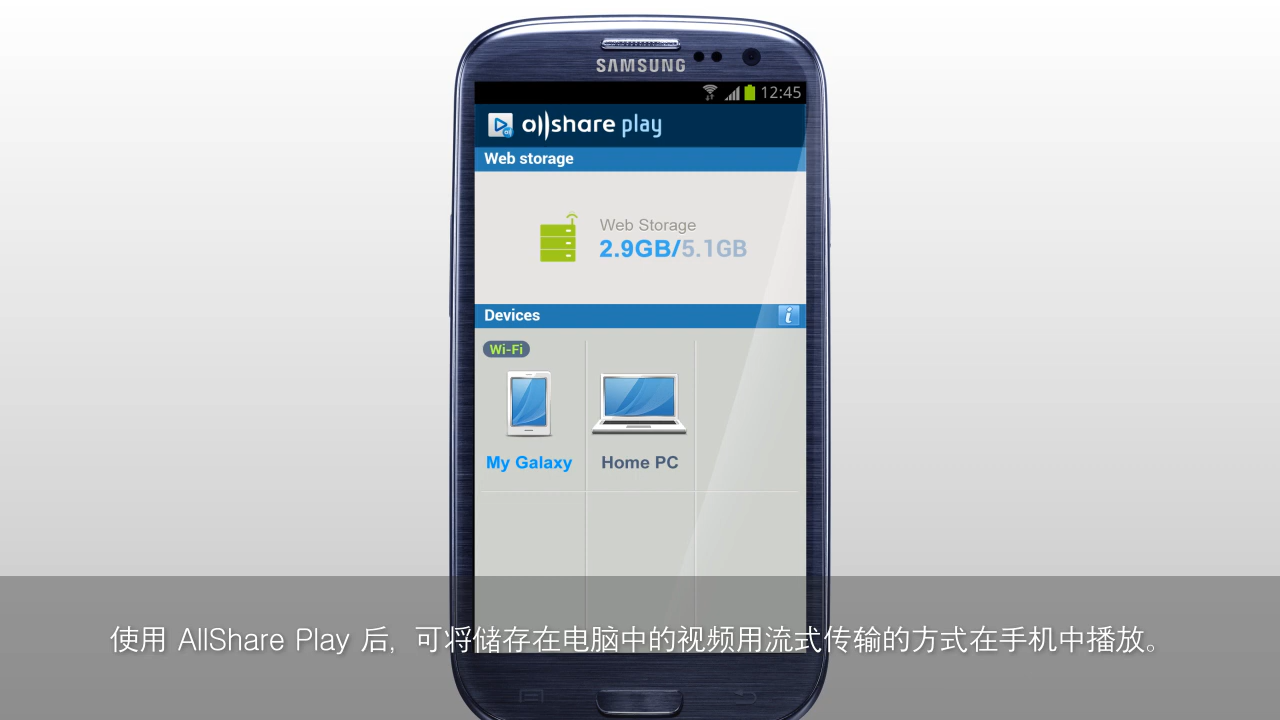 SAMSUNG
12:45
allshare play
Web storage
Web Storage
2.9GB/5.1GB
Devices
i
Wi-Fi
My Galaxy
Home PC
使用 AllShare Play 后, 可将储存在电脑中的视频用流式传输的方式在手机中播放。